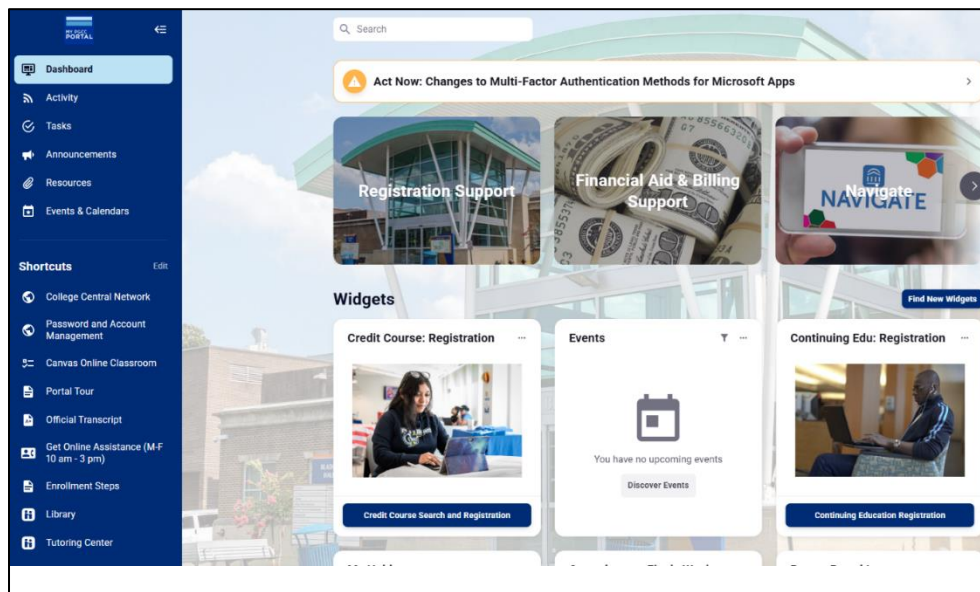 MY PGCC
PORTAL
Dashboard
Activity
Tasks
Announcements
Resources
Events & Calendars
Shortcuts
Edit
College Central Network
Password and Account
Management
Canvas Online Classroom
Portal Tour
Official Transcript
Get Online Assistance (M-F
10 am - 3 pm)
Enrollment Steps
Library
Tutoring Center
Search
Act Now: Changes to Multi-Factor Authentication Methods for Microsoft Apps
Registration Support
Financial Aid & Billing
Support
Navigate
NAVIGATE
Widgets
Find New Widgets
Credit Course: Registration
Credit Course Search and Registration
Events
You have no upcoming events
Discover Events
Continuing Edu: Registration
Continuing Education Registration